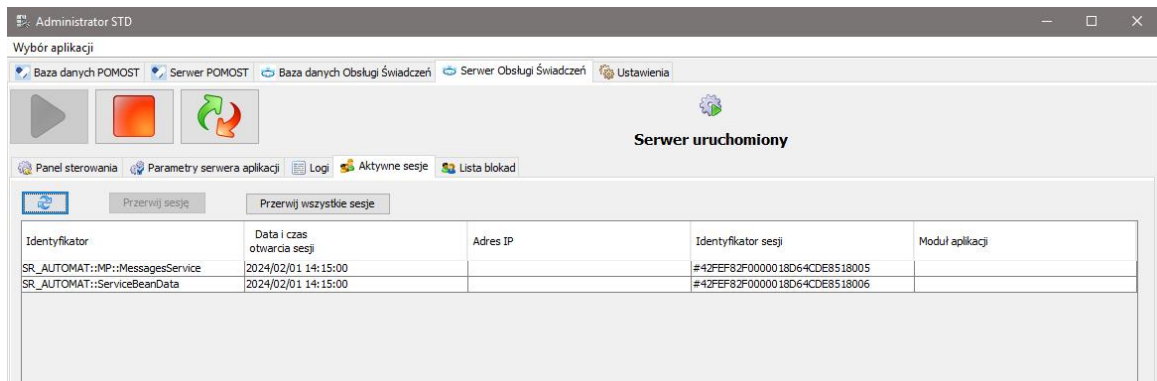 Administrator STD
Wybór aplikacji
Baza danych POMOST Serwer POMOST Baza danych Obsługi Świadczeń Serwer Obsługi Świadczeń Ustawienia
Serwer uruchomiony
Panel sterowania Parametry serwera aplikacji Logi Aktywne sesje Lista blokad
Przerwij sesję Przerwij wszystkie sesje
Identyfikator Data i czas otwarcia sesji Adres IP Identyfikator sesji Moduł aplikacji
SR_AUTOMAT::MP::MessagesService 2024/02/01 14:15:00 #42FEF82F0000018D64CDE8518005
SR_AUTOMAT::ServiceBeanData 2024/02/01 14:15:00 #42FEF82F0000018D64CDE8518006